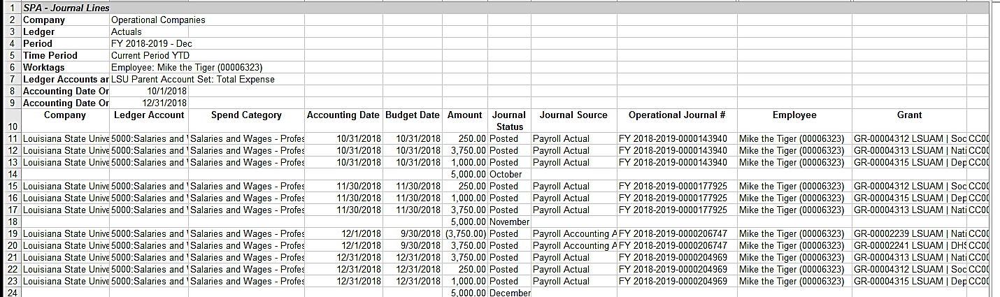 1 SPA - Journal Lines
2 Company Operational Companies
3 Ledger Actuals
4 Period FY 2018-2019 - Dec
5 Time Period Current Period YTD
6 Worktags Employee: Mike the Tiger (00006323)
7 Ledger Accounts ar LSU Parent Account Set: Total Expense
8 Accounting Date Or 10/1/2018
9 Accounting Date Or 12/31/2018
10 Company Ledger Account Spend Category Accounting Date Budget Date Amount Journal Status Journal Source Operational Journal # Employee Grant
11 Louisiana State Unive 5000:Salaries and Salaries and Wages - Profes 10/31/2018 10/31/2018 250.00 Posted Payroll Actual FY 2018-2019-0000143940 Mike the Tiger (00006323) GR-00004312 LSUAM | Soc CC00
12 Louisiana State Unive 5000:Salaries and Salaries and Wages - Profes 10/31/2018 10/31/2018 3,750.00 Posted Payroll Actual FY 2018-2019-0000143940 Mike the Tiger (00006323) GR-00004313 LSUAM | Nati CC00
13 Louisiana State Unive 5000:Salaries and Salaries and Wages - Profes 10/31/2018 10/31/2018 1,000.00 Posted Payroll Actual FY 2018-2019-0000143940 Mike the Tiger (00006323) GR-00004315 LSUAM | Dep CC00
14 5,000.00 October
15 Louisiana State Unive 5000:Salaries and Salaries and Wages - Profes 11/30/2018 11/30/2018 250.00 Posted Payroll Actual FY 2018-2019-0000177925 Mike the Tiger (00006323) GR-00004312 LSUAM | Soc CC00
16 Louisiana State Unive 5000:Salaries and Salaries and Wages - Profes 11/30/2018 11/30/2018 1,000.00 Posted Payroll Actual FY 2018-2019-0000177925 Mike the Tiger (00006323) GR-00004315 LSUAM | Dep CC00
17 Louisiana State Unive 5000:Salaries and Salaries and Wages - Profes 11/30/2018 11/30/2018 3,750.00 Posted Payroll Actual FY 2018-2019-0000177925 Mike the Tiger (00006323) GR-00004313 LSUAM | Nati CC00
18 5,000.00 November
19 Louisiana State Unive 5000:Salaries and Salaries and Wages - Profes 12/1/2018 9/30/2018 (3,750.00) Posted Payroll Accounting A FY 2018-2019-0000206747 Mike the Tiger (00006323) GR-00002239 LSUAM | Nati CC00
20 Louisiana State Unive 5000:Salaries and Salaries and Wages - Profes 12/1/2018 9/30/2018 3,750.00 Posted Payroll Accounting A FY 2018-2019-0000206747 Mike the Tiger (00006323) GR-00002241 LSUAM | DHS CC00
21 Louisiana State Unive 5000:Salaries and Salaries and Wages - Profes 12/31/2018 12/31/2018 3,750.00 Posted Payroll Actual FY 2018-2019-0000204969 Mike the Tiger (00006323) GR-00004313 LSUAM | Nati CC00
22 Louisiana State Unive 5000:Salaries and Salaries and Wages - Profes 12/31/2018 12/31/2018 250.00 Posted Payroll Actual FY 2018-2019-0000204969 Mike the Tiger (00006323) GR-00004312 LSUAM | Soc CC00
23 Louisiana State Unive 5000:Salaries and Salaries and Wages - Profes 12/31/2018 12/31/2018 1,000.00 Posted Payroll Actual FY 2018-2019-0000204969 Mike the Tiger (00006323) GR-00004315 LSUAM | Dep CC00
24 5,000.00 December